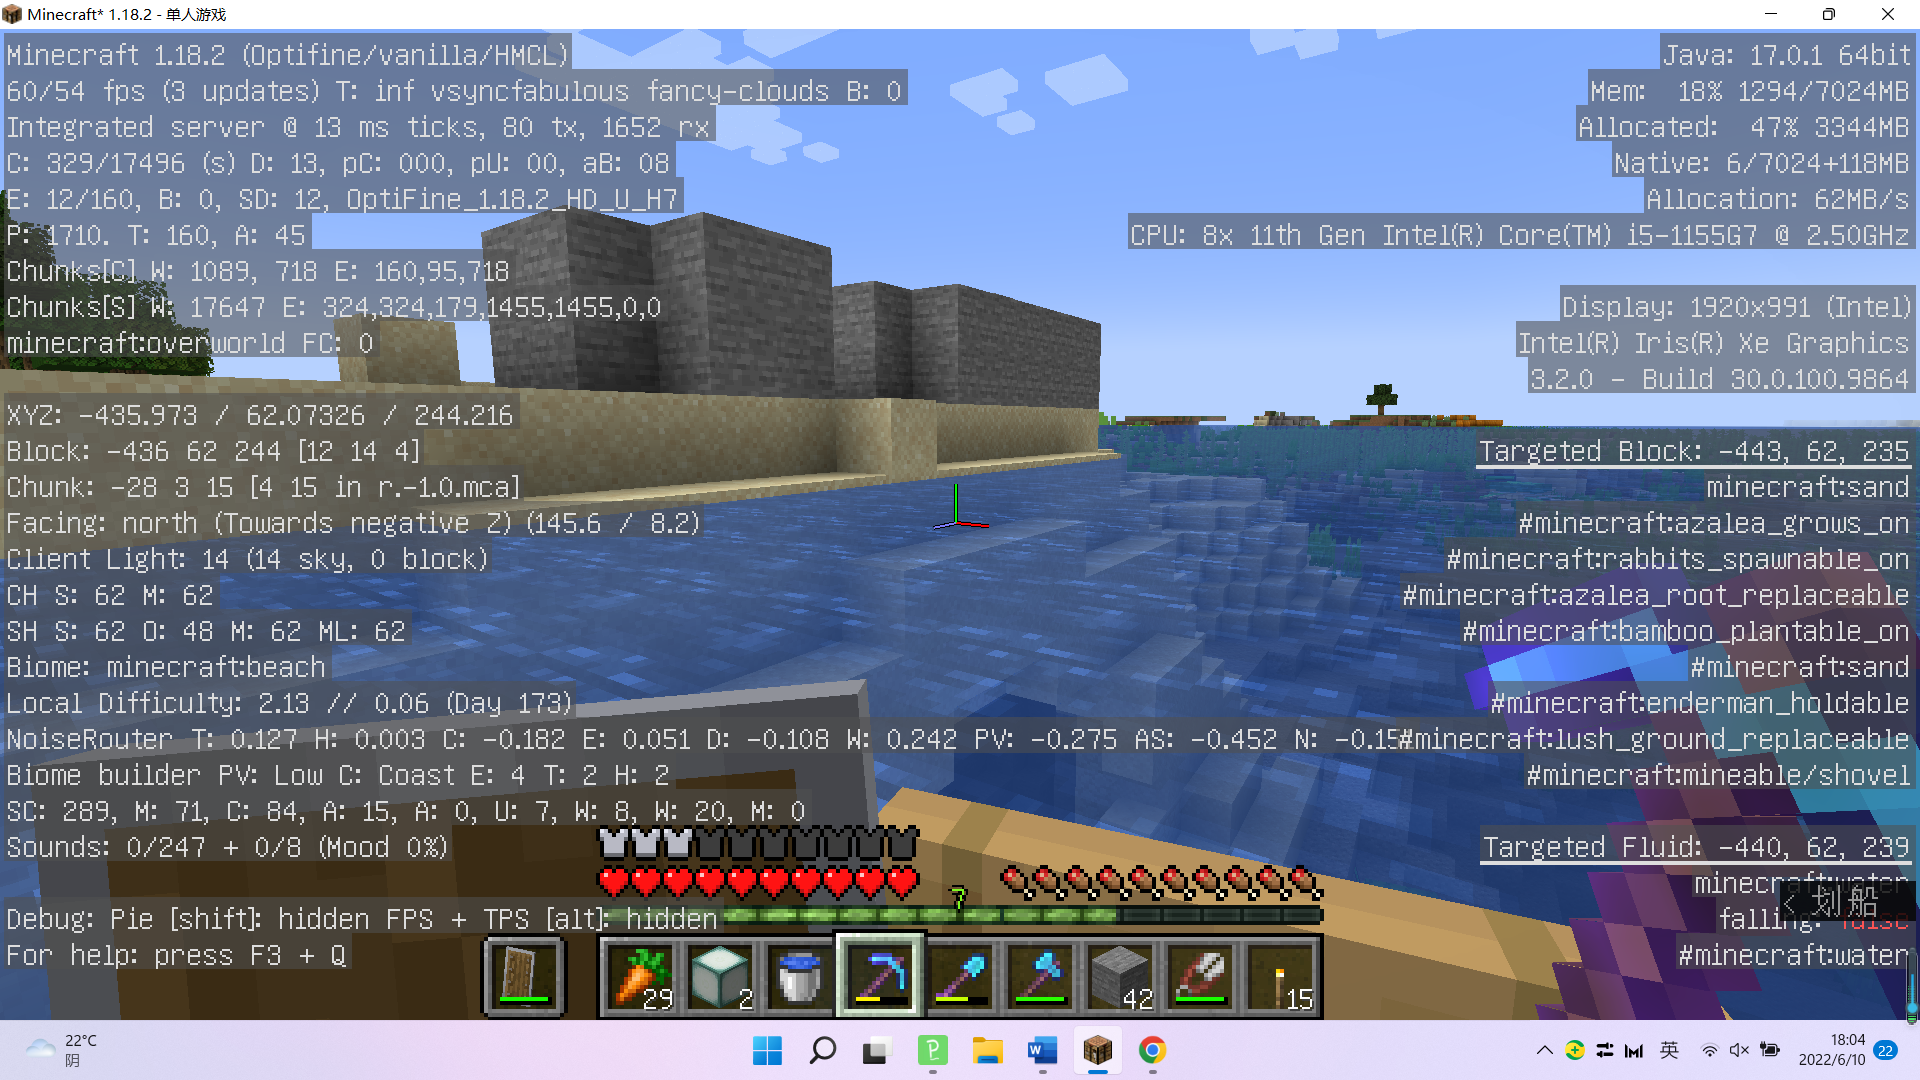 Minecraft* 1.18.2 - 单人游戏
Minecraft 1.18.2 (Optifine/vanilla/HMCL)
60/54 fps (3 updates) T: inf vsyncfabulous fancy-clouds B: 0
Integrated server @ 13 ms ticks, 80 tx, 1652 rx
C: 329/17496 (s) D: 13, pC: 000, pU: 00, aB: 08
E: 12/160, B: 0, SD: 12, OptiFine_1.18.2_HD_U_H7
P: 1710. T: 160, A: 45
Chunks[C] W: 1089, 718 E: 160,95,718
Chunks[S] W: 17647 E: 324,324,179,1455,1455,0,0
minecraft:overworld FC: 0
XYZ: -435.973 / 62.07326 / 244.216
Block: -436 62 244 [12 14 4]
Chunk: -28 3 15 [4 15 in r.-1.0.mca]
Facing: north (Towards negative Z) (145.6 / 8.2)
Client Light: 14 (14 sky, 0 block)
CH S: 62 M: 62
SH S: 62 O: 48 M: 62 ML: 62
Biome: minecraft:beach
Local Difficulty: 2.13 // 0.06 (Day 173)
NoiseRouter T: 0.127 H: 0.003 C: -0.182 E: 0.051 D: -0.108 W: 0.242 PV: -0.275 AS: -0.452 N: -0.15
Biome builder PV: Low C: Coast E: 4 T: 2 H: 2
SC: 289, M: 71, C: 84, A: 15, A: 0, U: 7, W: 8, W: 20, M: 0
Sounds: 0/247 + 0/8 (Mood 0%)
Debug: Pie [shift]: hidden FPS + TPS [alt]: hidden
For help: press F3 + Q
Java: 17.0.1 64bit
Mem: 18% 1294/7024MB
Allocated: 47% 3344MB
Native: 6/7024+118MB
Allocation: 62MB/s
CPU: 8x 11th Gen Intel(R) Core(TM) i5-1155G7 @ 2.50GHz
Display: 1920x991 (Intel)
Intel(R) Iris(R) Xe Graphics
3.2.0 - Build 30.0.100.9864
Targeted Block: -443, 62, 235
minecraft:sand
#minecraft:azalea_grows_on
#minecraft:rabbits_spawnable_on
#minecraft:azalea_root_replaceable
#minecraft:bamboo_plantable_on
#minecraft:sand
#minecraft:enderman_holdable
#minecraft:lush_ground_replaceable
#minecraft:mineable/shovel
Targeted Fluid: -440, 62, 239
minecraft:water
falling: false
#minecraft:water
< 划船
7
29 2 42 15
22°C
阴
英
18:04
2022/6/10
22